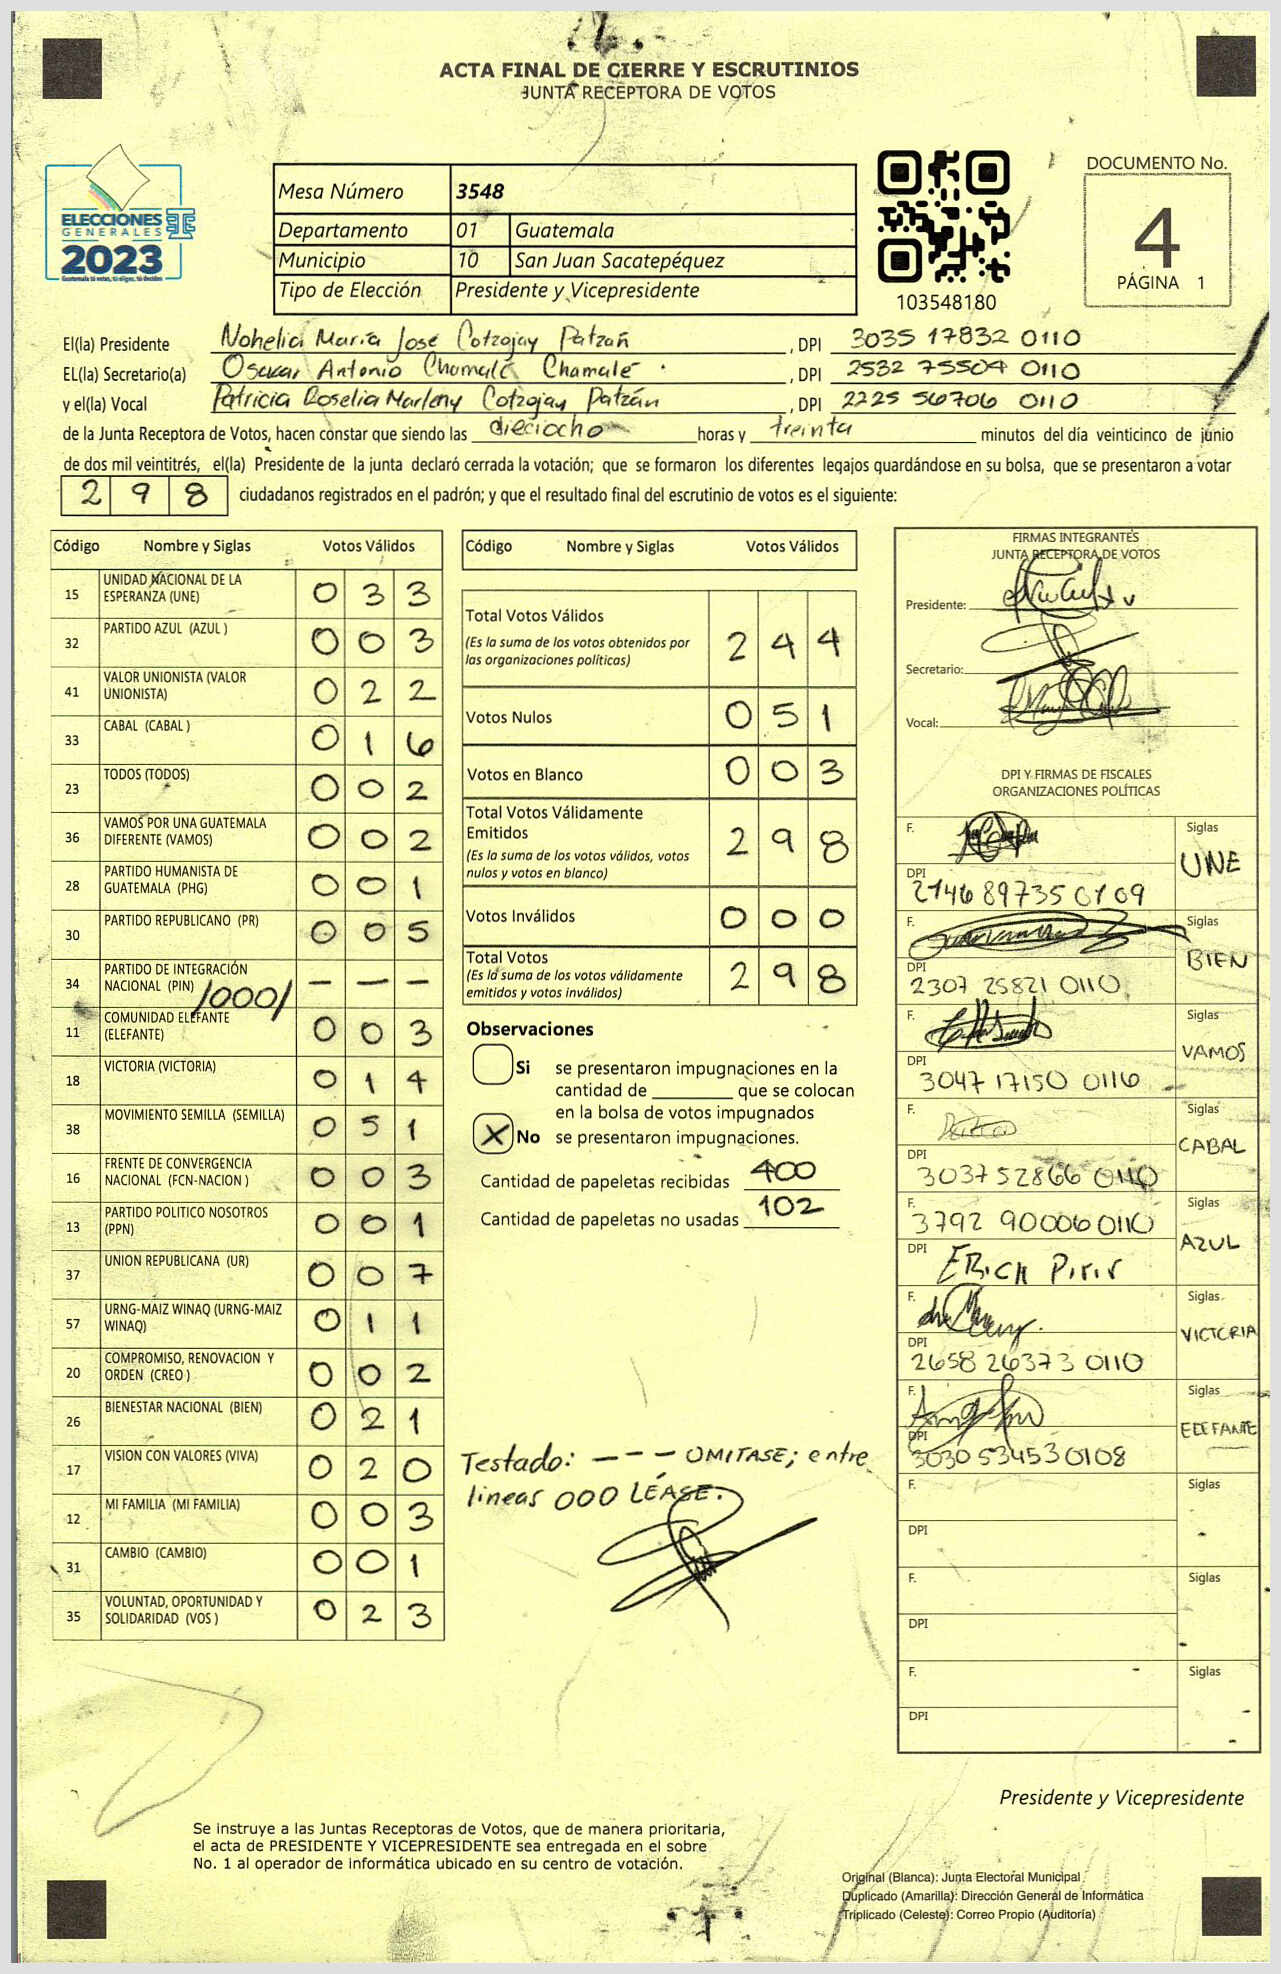 ACTA FINAL DE CIERRE Y ESCRUTINIOS
JUNTA RECEPTORA DE VOTOS
ELECCIONES
GENERALES
2023
Guatemala tú votas, tú eliges, tú decides
Mesa Número 3548
Departamento 01 Guatemala
Municipio 10 San Juan Sacatepéquez
Tipo de Elección Presidente y Vicepresidente
103548180
DOCUMENTO No.
4
PÁGINA 1
El(la) Presidente Nohelia María José Cotzojay Patzán , DPI 3035 17832 0110
EL(la) Secretario(a) Oscar Antonio Chamalé Chamalé , DPI 2532 75504 0110
y el(la) Vocal Patricia Roselia Marleny Cotzojay Patzán , DPI 2225 56706 0110
de la Junta Receptora de Votos, hacen constar que siendo las dieciocho horas y treinta minutos del día veinticinco de junio
de dos mil veintitrés, el(la) Presidente de la junta declaró cerrada la votación; que se formaron los diferentes legajos guardándose en su bolsa, que se presentaron a votar
2 9 8 ciudadanos registrados en el padrón; y que el resultado final del escrutinio de votos es el siguiente:
Código Nombre y Siglas Votos Válidos
15 UNIDAD NACIONAL DE LA ESPERANZA (UNE) 0 3 3
32 PARTIDO AZUL (AZUL ) 0 0 3
41 VALOR UNIONISTA (VALOR UNIONISTA) 0 2 2
33 CABAL (CABAL ) 0 1 6
23 TODOS (TODOS) 0 0 2
36 VAMOS POR UNA GUATEMALA DIFERENTE (VAMOS) 0 0 2
28 PARTIDO HUMANISTA DE GUATEMALA (PHG) 0 0 1
30 PARTIDO REPUBLICANO (PR) 0 0 5
34 PARTIDO DE INTEGRACIÓN NACIONAL (PIN) /000/ — — —
11 COMUNIDAD ELEFANTE (ELEFANTE) 0 0 3
18 VICTORIA (VICTORIA) 0 1 4
38 MOVIMIENTO SEMILLA (SEMILLA) 0 5 1
16 FRENTE DE CONVERGENCIA NACIONAL (FCN-NACION ) 0 0 3
13 PARTIDO POLITICO NOSOTROS (PPN) 0 0 1
37 UNION REPUBLICANA (UR) 0 0 7
57 URNG-MAIZ WINAQ (URNG-MAIZ WINAQ) 0 1 1
20 COMPROMISO, RENOVACION Y ORDEN (CREO ) 0 0 2
26 BIENESTAR NACIONAL (BIEN) 0 2 1
17 VISION CON VALORES (VIVA) 0 2 0
12 MI FAMILIA (MI FAMILIA) 0 0 3
31 CAMBIO (CAMBIO) 0 0 1
35 VOLUNTAD, OPORTUNIDAD Y SOLIDARIDAD (VOS ) 0 2 3
Código Nombre y Siglas Votos Válidos
Total Votos Válidos 2 4 4
(Es la suma de los votos obtenidos por
las organizaciones políticas)
Votos Nulos 0 5 1
Votos en Blanco 0 0 3
Total Votos Válidamente
Emitidos 2 9 8
(Es la suma de los votos válidos, votos
nulos y votos en blanco)
Votos Inválidos 0 0 0
Total Votos 2 9 8
(Es la suma de los votos válidamente
emitidos y votos inválidos)
Observaciones
Si se presentaron impugnaciones en la
cantidad de ________ que se colocan
en la bolsa de votos impugnados
X No se presentaron impugnaciones.
Cantidad de papeletas recibidas 400
Cantidad de papeletas no usadas 102
Testado: — — — OMITASE; entre
lineas 000 LÉASE.
FIRMAS INTEGRANTES
JUNTA RECEPTORA DE VOTOS
Presidente:
Secretario:
Vocal:
DPI Y FIRMAS DE FISCALES
ORGANIZACIONES POLÍTICAS
F. Siglas UNE
DPI 2746 89735 0109
F. Siglas BIEN
DPI 2307 25821 0110
F. Siglas VAMOS
DPI 3047 17150 0116
F. Siglas CABAL
DPI 3037 52866 0110
F. 3792 90006 0110 Siglas AZUL
DPI ERICH Pirir
F. Siglas VICTORIA
DPI 2658 26373 0110
F. Siglas ELEFANTE
DPI 3030 53453 0108
F. Siglas
DPI
F. Siglas
DPI
F. Siglas
DPI
Presidente y Vicepresidente
Se instruye a las Juntas Receptoras de Votos, que de manera prioritaria,
el acta de PRESIDENTE Y VICEPRESIDENTE sea entregada en el sobre
No. 1 al operador de informática ubicado en su centro de votación.
Original (Blanca): Junta Electoral Municipal
Duplicado (Amarilla): Dirección General de Informática
Triplicado (Celeste): Correo Propio (Auditoría)